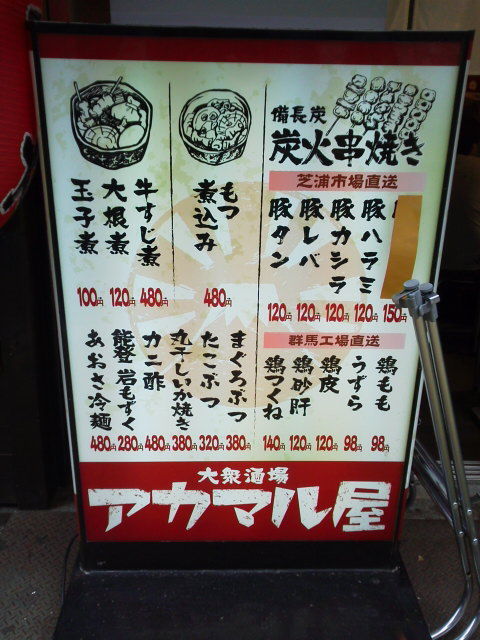 備長炭
炭火串焼き
芝浦市場直送
豚ハラミ
豚カシラ
豚レバ
豚タン
120円 120円 120円 120円 150円
もつ
煮込み
480円
牛すじ煮
大根煮
玉子煮
100円 120円 480円
群馬工場直送
鶏もも
うずら
鶏皮
鶏砂肝
鶏つくね
140円 120円 120円 98円 98円
まぐろぶつ
たこぶつ
丸干しいか焼き
カニ酢
能登岩もずく
あおさ冷麺
480円 280円 480円 380円 320円 380円
大衆酒場
アカマル屋